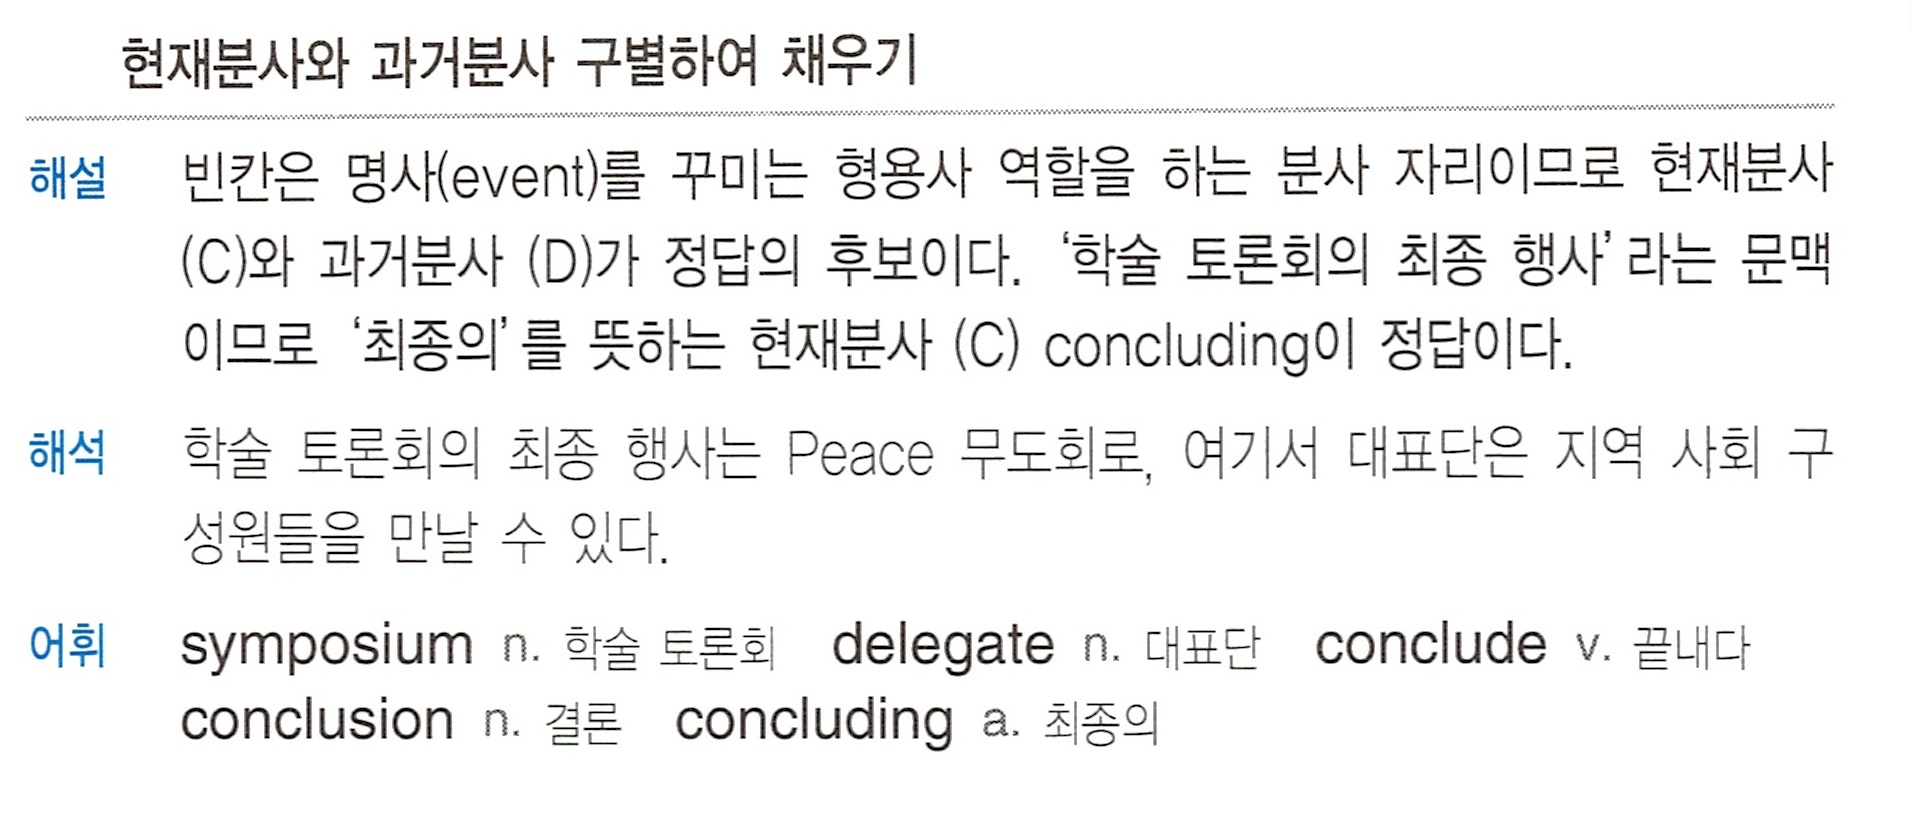 현재분사와 과거분사 구별하여 채우기
해설 빈칸은 명사(event)를 꾸미는 형용사 역할을 하는 분사 자리이므로 현재분사
(C)와 과거분사 (D)가 정답의 후보이다. ‘학술 토론회의 최종 행사’라는 문맥
이므로 ‘최종의’를 뜻하는 현재분사 (C) concluding이 정답이다.
해석 학술 토론회의 최종 행사는 Peace 무도회로, 여기서 대표단은 지역 사회 구
성원들을 만날 수 있다.
어휘 symposium n. 학술 토론회 delegate n. 대표단 conclude v. 끝내다
conclusion n. 결론 concluding a. 최종의